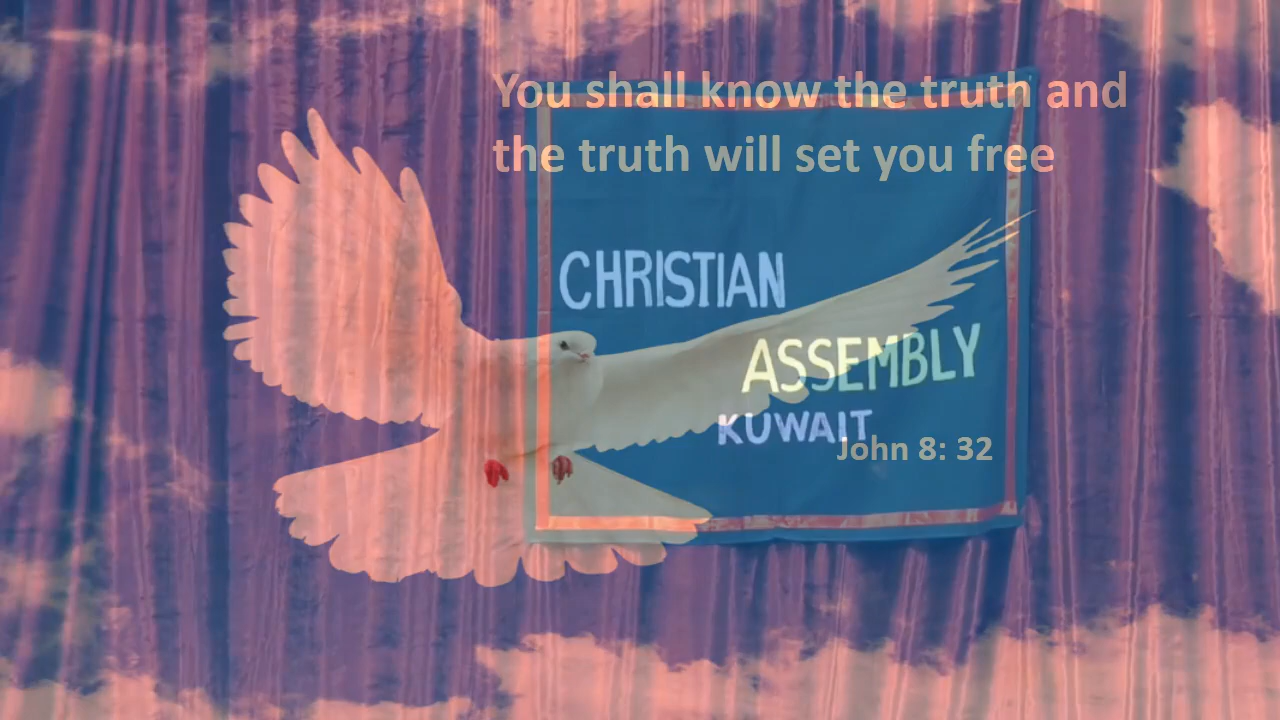 You shall know the truth and
the truth will set you free
CHRISTIAN
ASSEMBLY
KUWAIT
John 8: 32